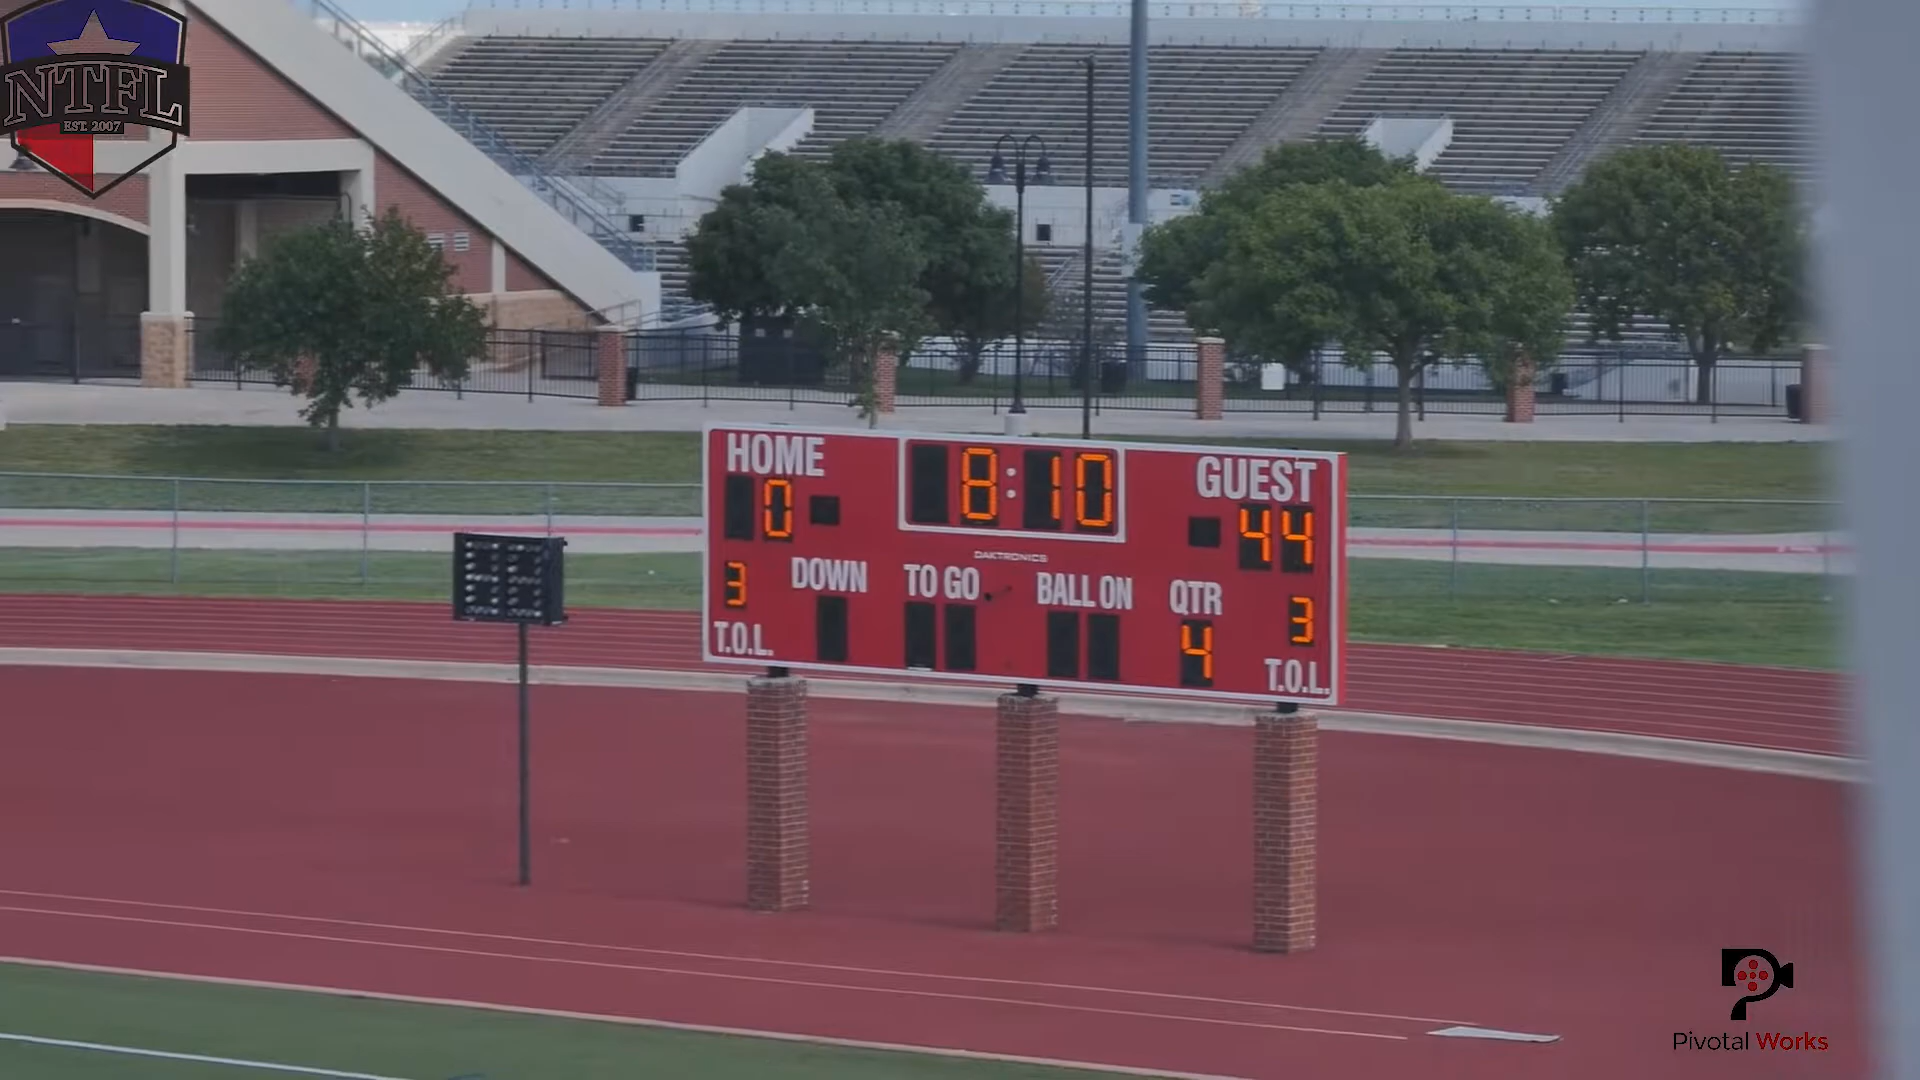 NTFL
EST. 2007
HOME
8:10
GUEST
0
44
DAKTRONICS
DOWN
TO GO
BALL ON
QTR
3
4
3
T.O.L.
T.O.L.
Pivotal Works